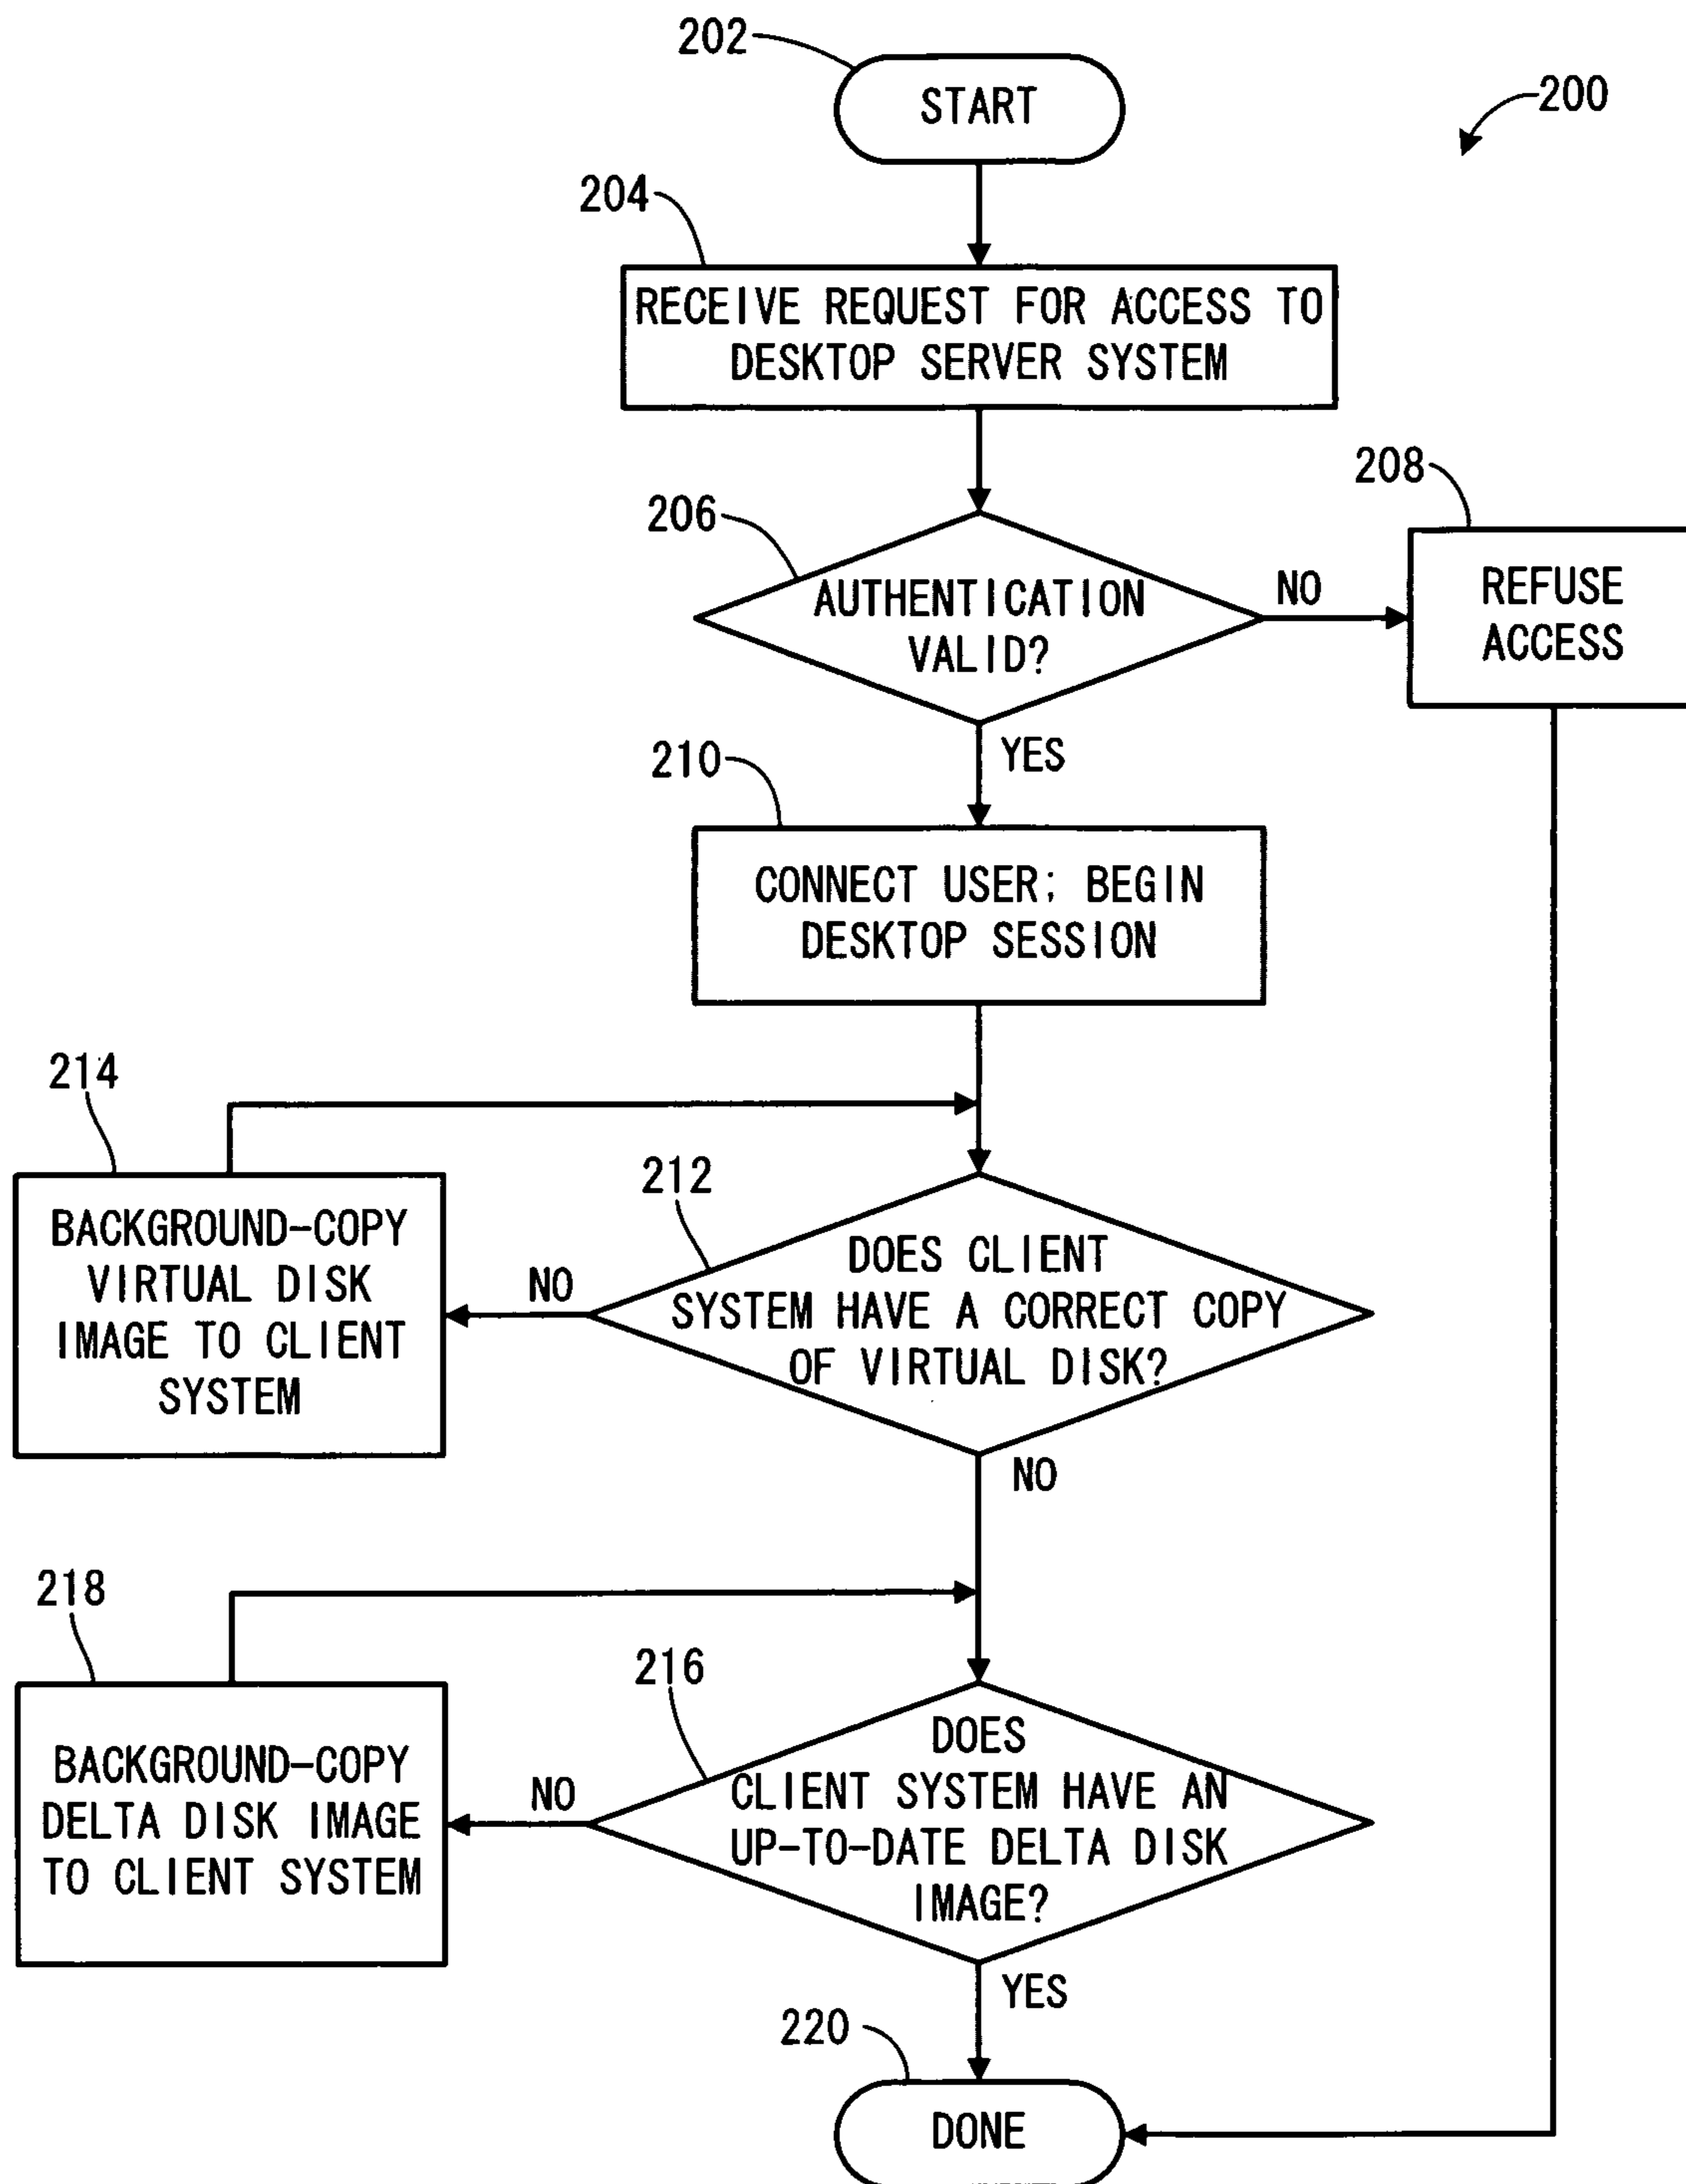 202
START
200
204
RECEIVE REQUEST FOR ACCESS TO
DESKTOP SERVER SYSTEM
206
AUTHENTICATION
VALID?
NO
208
REFUSE
ACCESS
YES
210
CONNECT USER; BEGIN
DESKTOP SESSION
214
BACKGROUND-COPY
VIRTUAL DISK
IMAGE TO CLIENT
SYSTEM
212
DOES CLIENT
SYSTEM HAVE A CORRECT COPY
OF VIRTUAL DISK?
NO
NO
218
BACKGROUND-COPY
DELTA DISK IMAGE
TO CLIENT SYSTEM
216
DOES
CLIENT SYSTEM HAVE AN
UP-TO-DATE DELTA DISK
IMAGE?
NO
YES
220
DONE